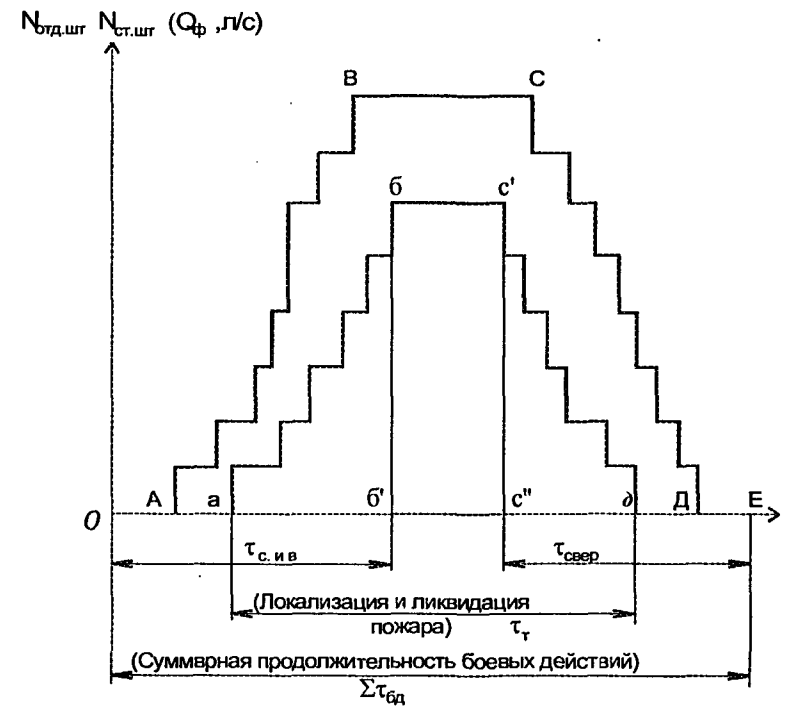 Nотд.шт Nст.шт (Qф ,л/с)
В С
б с'
А а б' с" д Д Е
О
τс. и в τсвер
(Локализация и ликвидация
пожара) τт
(Суммврная продолжительность боевых действий)
Στбд